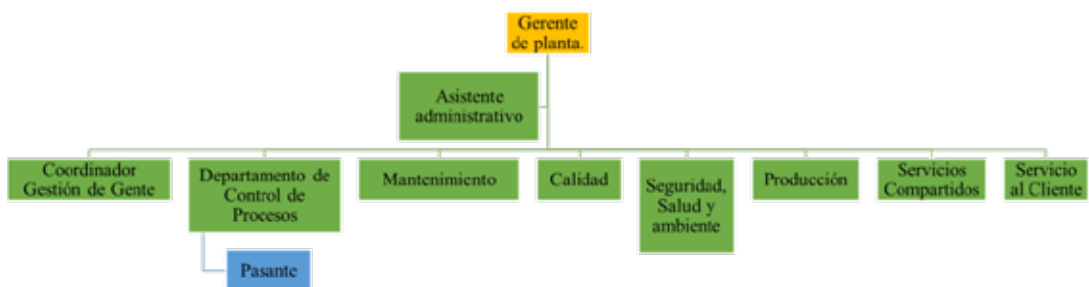 Gerente
de planta.
Asistente
administrativo
Coordinador
Gestión de Gente
Departamento de
Control de
Procesos
Mantenimiento
Calidad
Seguridad,
Salud y
ambiente
Producción
Servicios
Compartidos
Servicio
al Cliente
Pasante